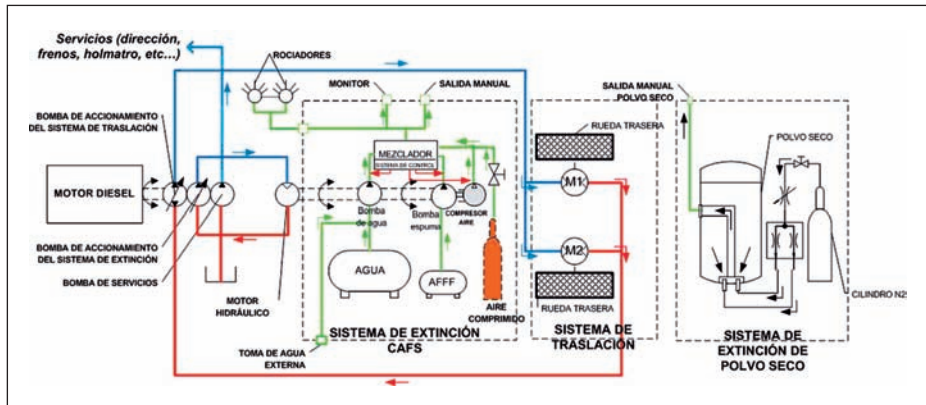 Servicios (dirección,
frenos, holmatro, etc...)
ROCIADORES
MONITOR
SALIDA MANUAL
SALIDA MANUAL
POLVO SECO
BOMBA DE ACCIONAMIENTO
DEL SISTEMA DE TRASLACIÓN
MOTOR DIESEL
MEZCLADOR
SISTEMA DE CONTROL
RUEDA TRASERA
POLVO SECO
M1
Bomba
de agua
Bomba
espuma
COMPRESOR
AIRE
BOMBA DE ACCIONAMIENTO
DEL SISTEMA DE EXTINCIÓN
BOMBA DE SERVICIOS
MOTOR
HIDRÁULICO
AGUA
AFFF
AIRE
COMPRIMIDO
M2
RUEDA TRASERA
CILINDRO N2S
TOMA DE AGUA
EXTERNA
SISTEMA DE EXTINCIÓN
CAFS
SISTEMA DE
TRASLACIÓN
SISTEMA DE
EXTINCIÓN DE
POLVO SECO